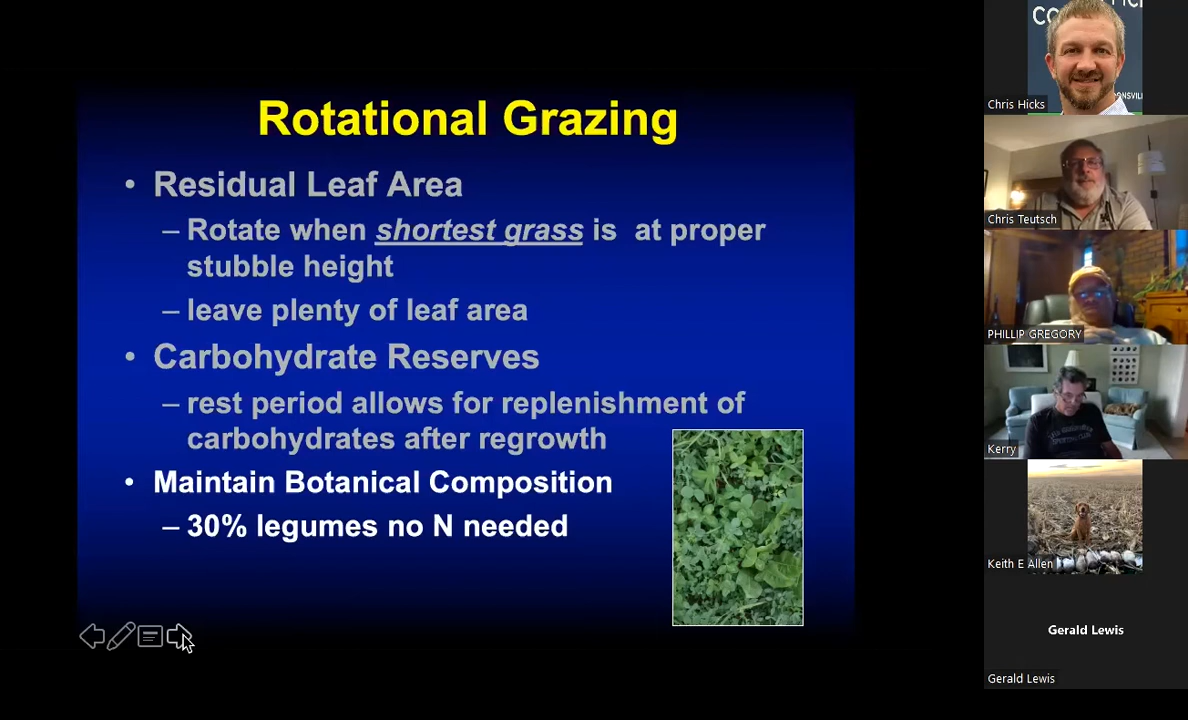 Rotational Grazing
• Residual Leaf Area
– Rotate when shortest grass is at proper
stubble height
– leave plenty of leaf area
• Carbohydrate Reserves
– rest period allows for replenishment of
carbohydrates after regrowth
• Maintain Botanical Composition
– 30% legumes no N needed
Chris Hicks
Chris Teutsch
PHILLIP GREGORY
Kerry
Keith E Allen
Gerald Lewis
Gerald Lewis